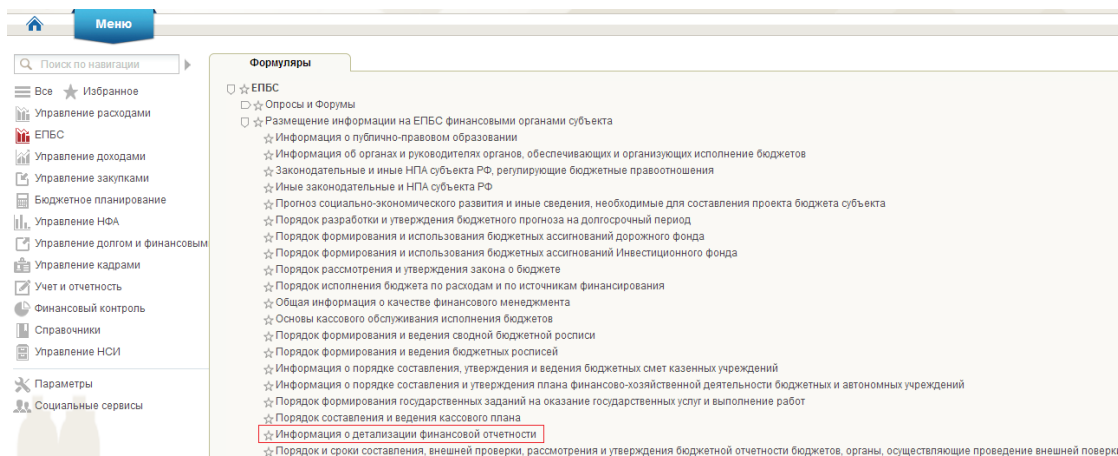 Меню
Поиск по навигации
Все Избранное
Управление расходами
ЕПБС
Управление доходами
Управление закупками
Бюджетное планирование
Управление НФА
Управление долгом и финансовым
Управление кадрами
Учет и отчетность
Финансовый контроль
Справочники
Управление НСИ
Параметры
Социальные сервисы
Формуляры
ЕПБС
Опросы и Форумы
Размещение информации на ЕПБС финансовыми органами субъекта
Информация о публично-правовом образовании
Информация об органах и руководителях органов, обеспечивающих и организующих исполнение бюджетов
Законодательные и иные НПА субъекта РФ, регулирующие бюджетные правоотношения
Иные законодательные и НПА субъекта РФ
Прогноз социально-экономического развития и иные сведения, необходимые для составления проекта бюджета субъекта
Порядок разработки и утверждения бюджетного прогноза на долгосрочный период
Порядок формирования и использования бюджетных ассигнований дорожного фонда
Порядок формирования и использования бюджетных ассигнований Инвестиционного фонда
Порядок рассмотрения и утверждения закона о бюджете
Порядок исполнения бюджета по расходам и по источникам финансирования
Общая информация о качестве финансового менеджмента
Основы кассового обслуживания исполнения бюджетов
Порядок формирования и ведения сводной бюджетной росписи
Порядок формирования и ведения бюджетных росписей
Информация о порядке составления, утверждения и ведения бюджетных смет казенных учреждений
Информация о порядке составления и утверждения плана финансово-хозяйственной деятельности бюджетных и автономных учреждений
Порядок формирования государственных заданий на оказание государственных услуг и выполнение работ
Порядок составления и ведения кассового плана
Информация о детализации финансовой отчетности
Порядок и сроки составления, внешней проверки, рассмотрения и утверждения бюджетной отчетности бюджетов, органы, осуществляющие проведение внешней поверк